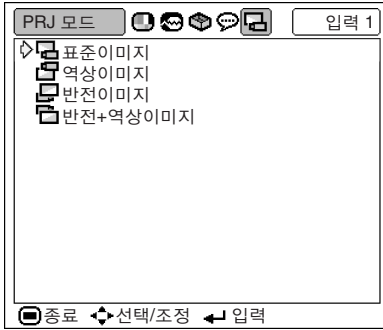 PRJ 모드 입력 1
표준이미지
역상이미지
반전이미지
반전+역상이미지
종료 선택/조정 입력